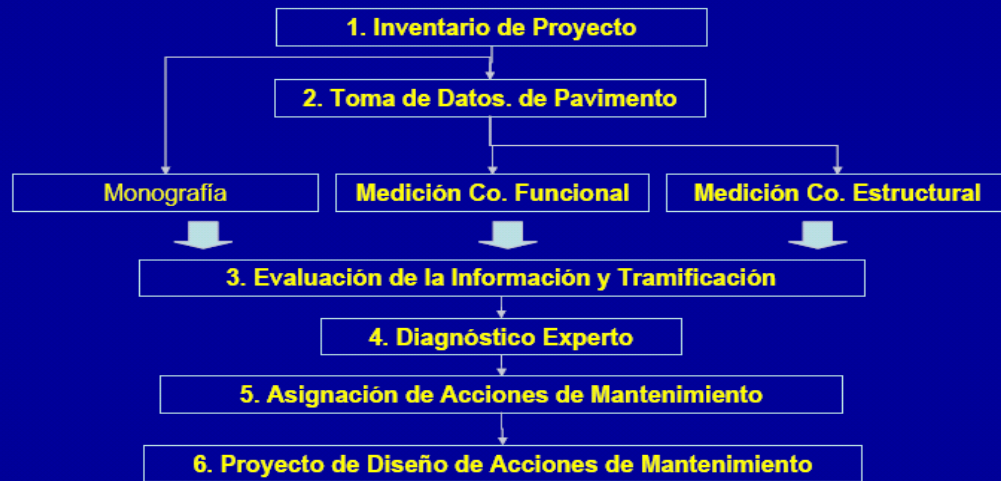 1. Inventario de Proyecto
2. Toma de Datos. de Pavimento
Monografía
Medición Co. Funcional
Medición Co. Estructural
3. Evaluación de la Información y Tramificación
4. Diagnóstico Experto
5. Asignación de Acciones de Mantenimiento
6. Proyecto de Diseño de Acciones de Mantenimiento